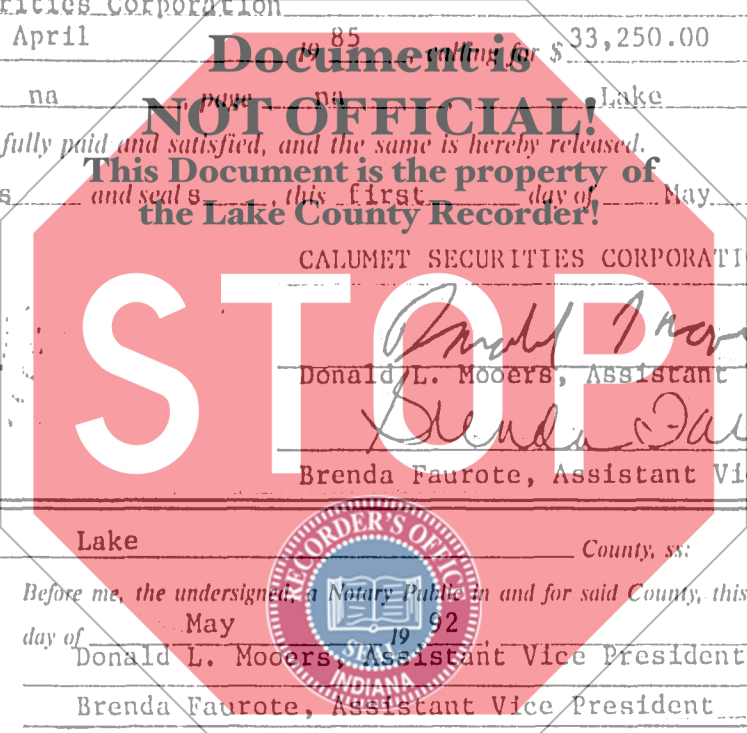 rities Corporation
April 19 85, calling for $ 33,250.00
Document is
na, page na, Lake
NOT OFFICIAL!
fully paid and satisfied, and the same is hereby released.
This Document is the property of
s and seal s, this first day of May
the Lake County Recorder!
CALUMET SECURITIES CORPORATI
STOP
Donald L. Mooers, Assistant
Brenda Faurote, Assistant Vi
RECORDER'S OFFICE
Lake County, ss:
Before me, the undersigned, a Notary Public in and for said County, this
day of May 19 92
SEAL
Donald L. Mooers, Assistant Vice President
INDIANA
Brenda Faurote, Assistant Vice President